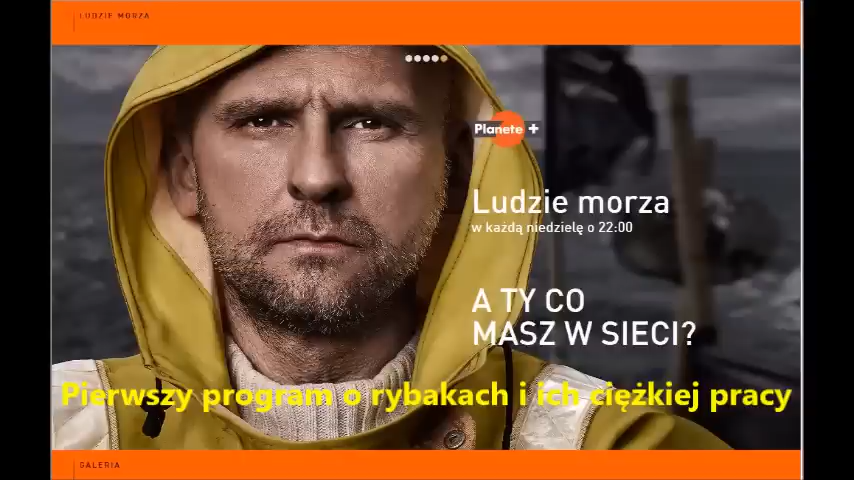 LUDZIE MORZA
Planete +
Ludzie morza
w każdą niedzielę o 22:00
A TY CO
MASZ W SIECI?
Pierwszy program o rybakach i ich ciężkiej pracy
GALERIA